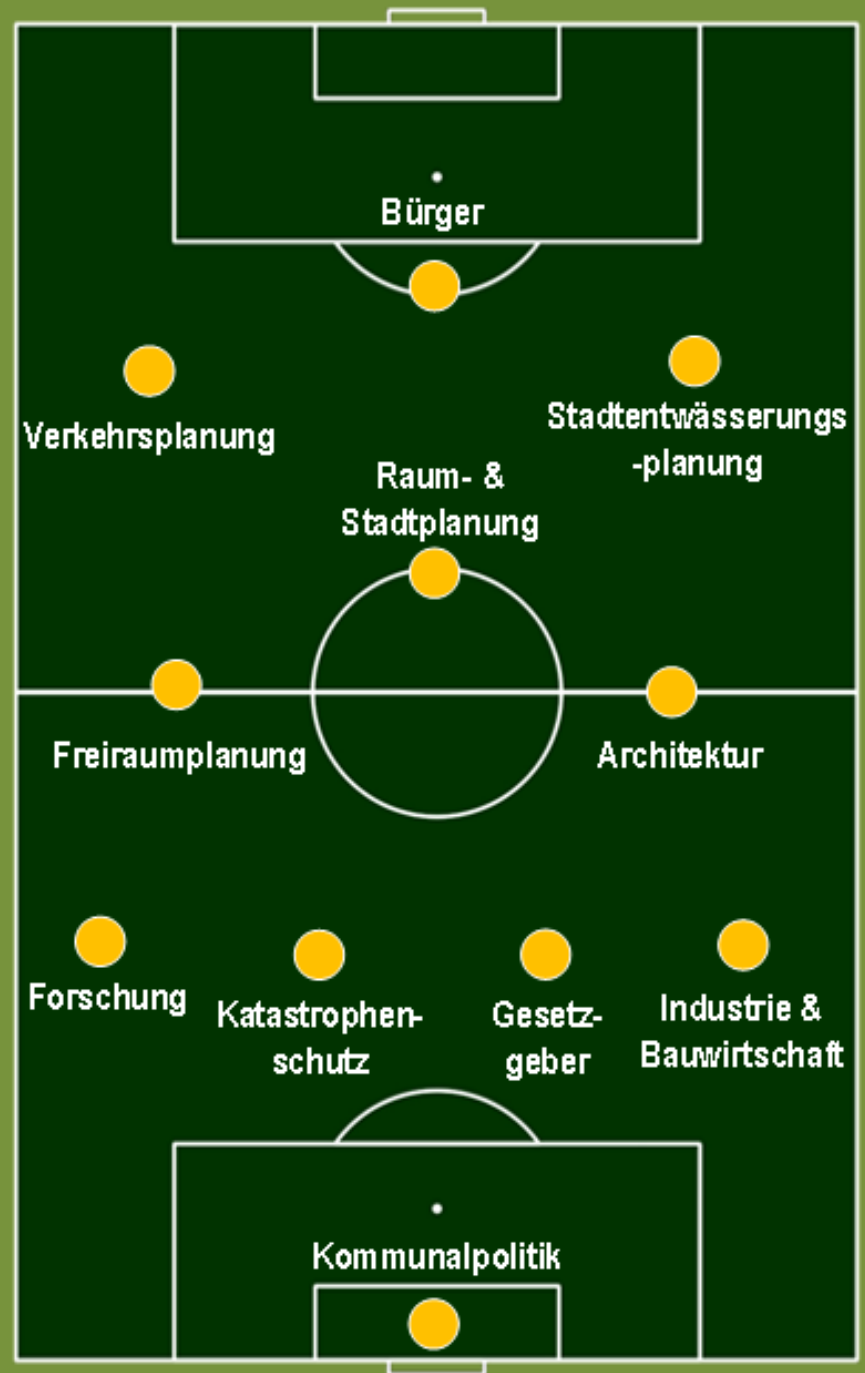 Bürger
Verkehrsplanung
Stadtentwässerungs
-planung
Raum- &
Stadtplanung
Freiraumplanung
Architektur
Forschung
Katastrophen-
schutz
Gesetz-
geber
Industrie &
Bauwirtschaft
Kommunalpolitik